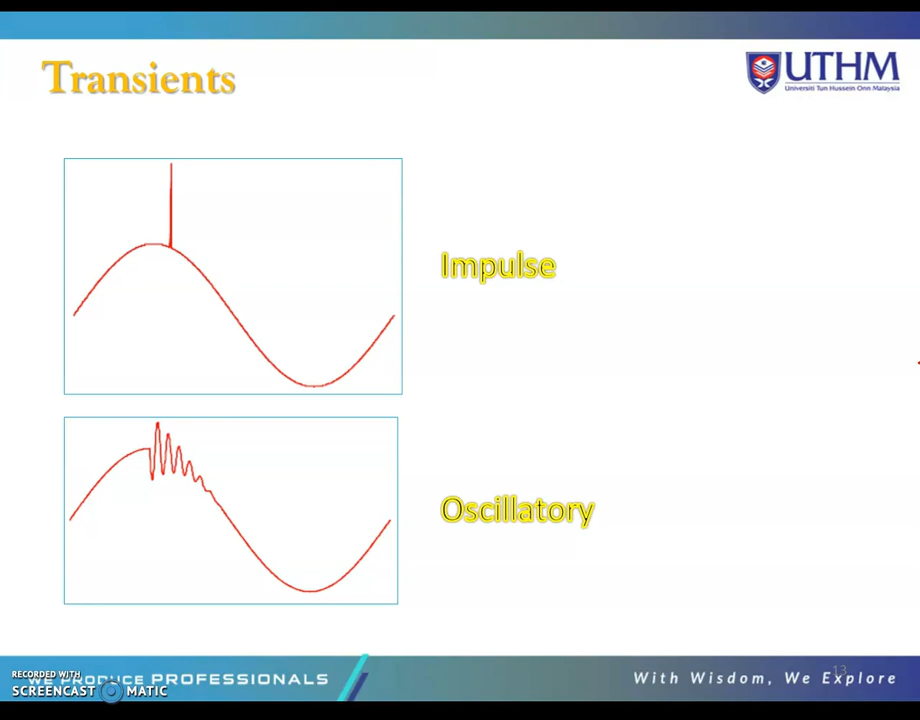 Transients
UTHM
Universiti Tun Hussein Onn Malaysia
Impulse
Oscillatory
13
RECORDED WITH
WE PRODUCE PROFESSIONALS
SCREENCAST MATIC
With Wisdom, We Explore